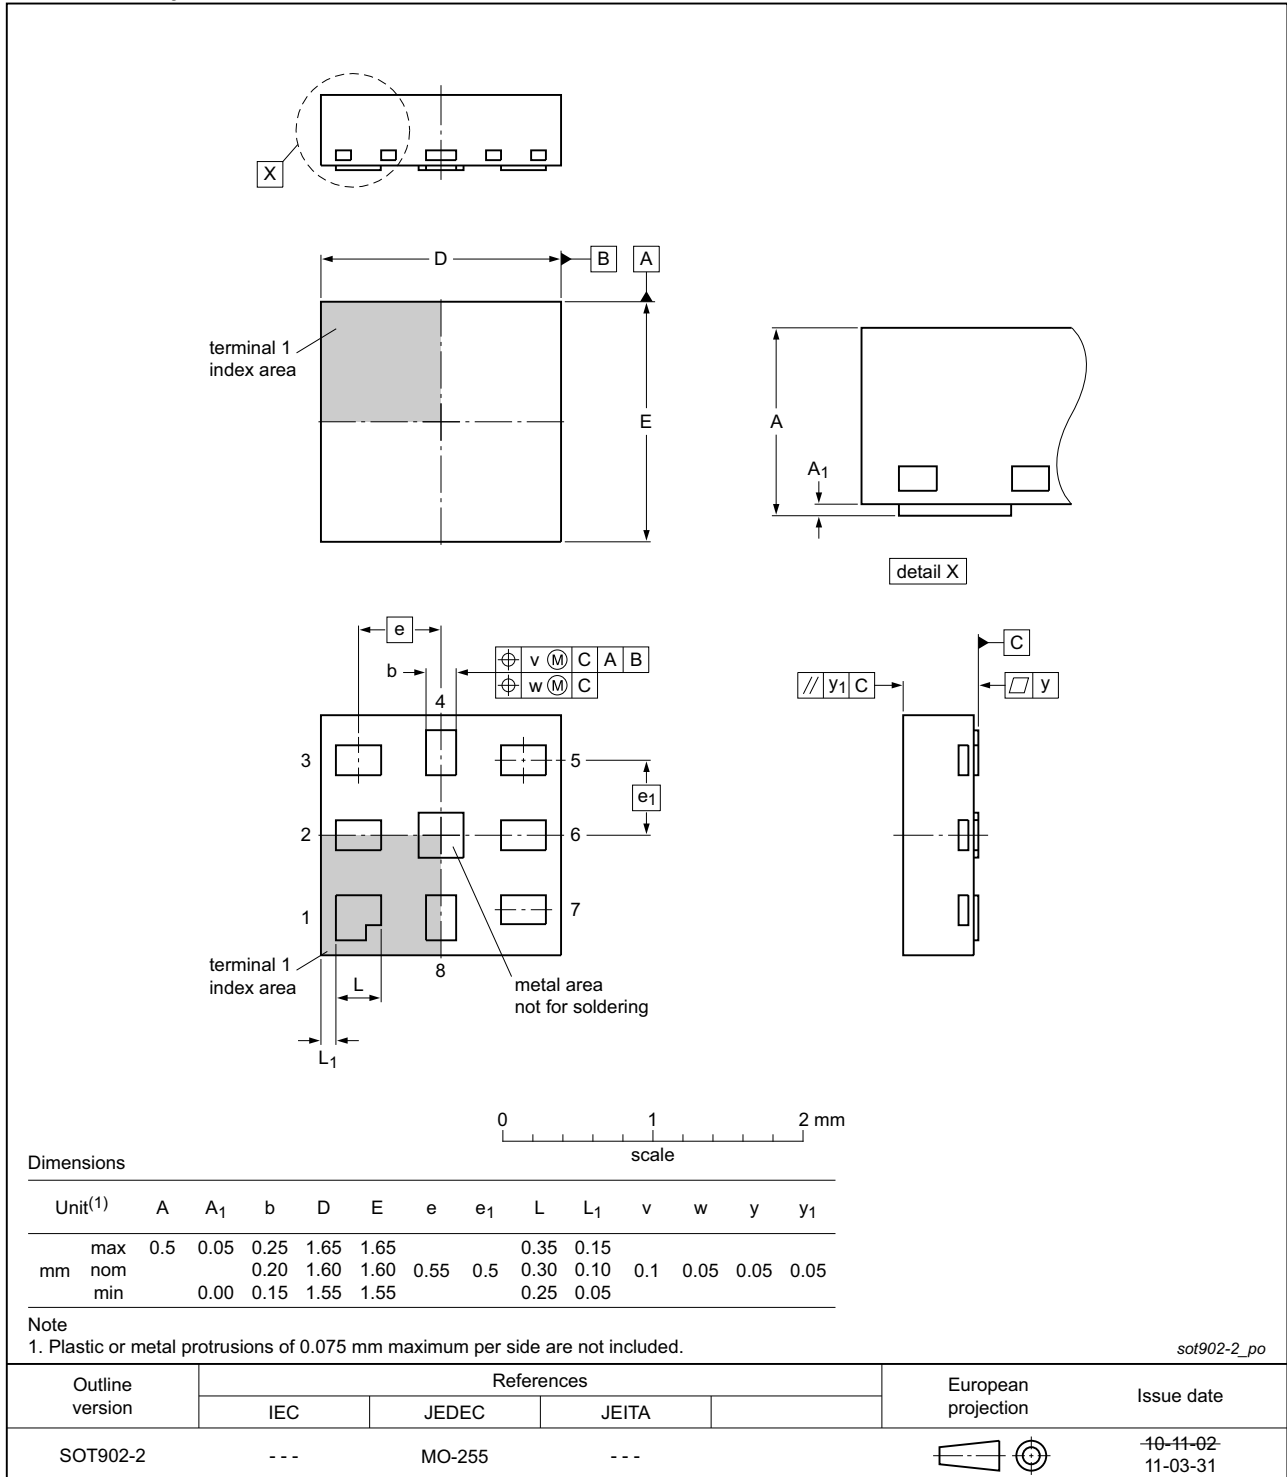 X
D
B
A
terminal 1
index area
E
A
A1
detail X
e
b
v M C A B
w M C
4
3
5
e1
2
6
1
7
terminal 1
index area
L
8
metal area
not for soldering
L1
C
// y1 C
y
0 1 2 mm
scale
Dimensions
Unit(1) A A1 b D E e e1 L L1 v w y y1
max 0.5 0.05 0.25 1.65 1.65 0.35 0.15
mm nom 0.20 1.60 1.60 0.55 0.5 0.30 0.10 0.1 0.05 0.05 0.05
min 0.00 0.15 1.55 1.55 0.25 0.05
Note
1. Plastic or metal protrusions of 0.075 mm maximum per side are not included.
sot902-2_po
Outline version
References
IEC JEDEC JEITA
European projection
Issue date
SOT902-2 - - - MO-255 - - -
10-11-02
11-03-31